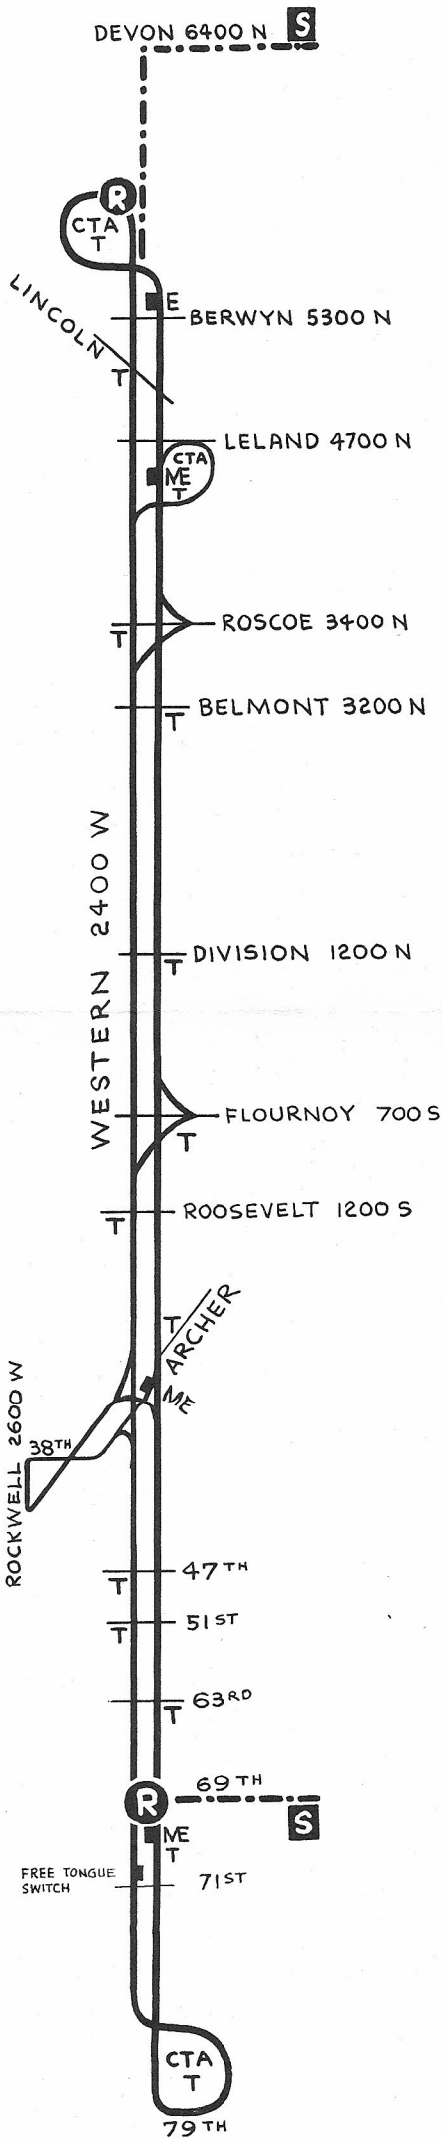 DEVON 6400 N S
R
CTA
T
LINCOLN
E
BERWYN 5300 N
T
LELAND 4700 N
CTA
ME
T
ROSCOE 3400 N
T
BELMONT 3200 N
T
WESTERN 2400 W
DIVISION 1200 N
T
FLOURNOY 700 S
T
ROOSEVELT 1200 S
T
T
ARCHER
ME
ROCKWELL 2600 W
38TH
47TH
T
51ST
T
63RD
T
69TH
R
S
ME
T
FREE TONGUE
SWITCH
71ST
CTA
T
79TH